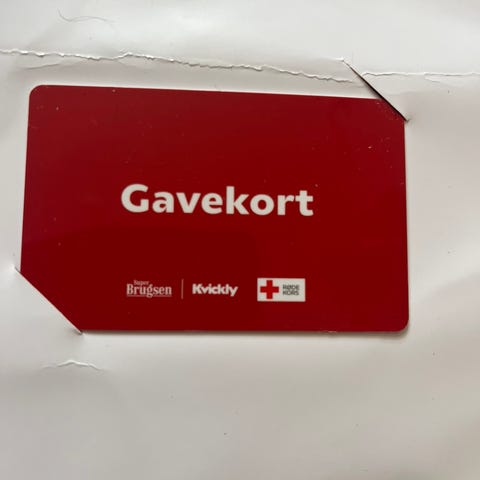 Gavekort
Super
Brugsen
Kvickly
RØDE
KORS